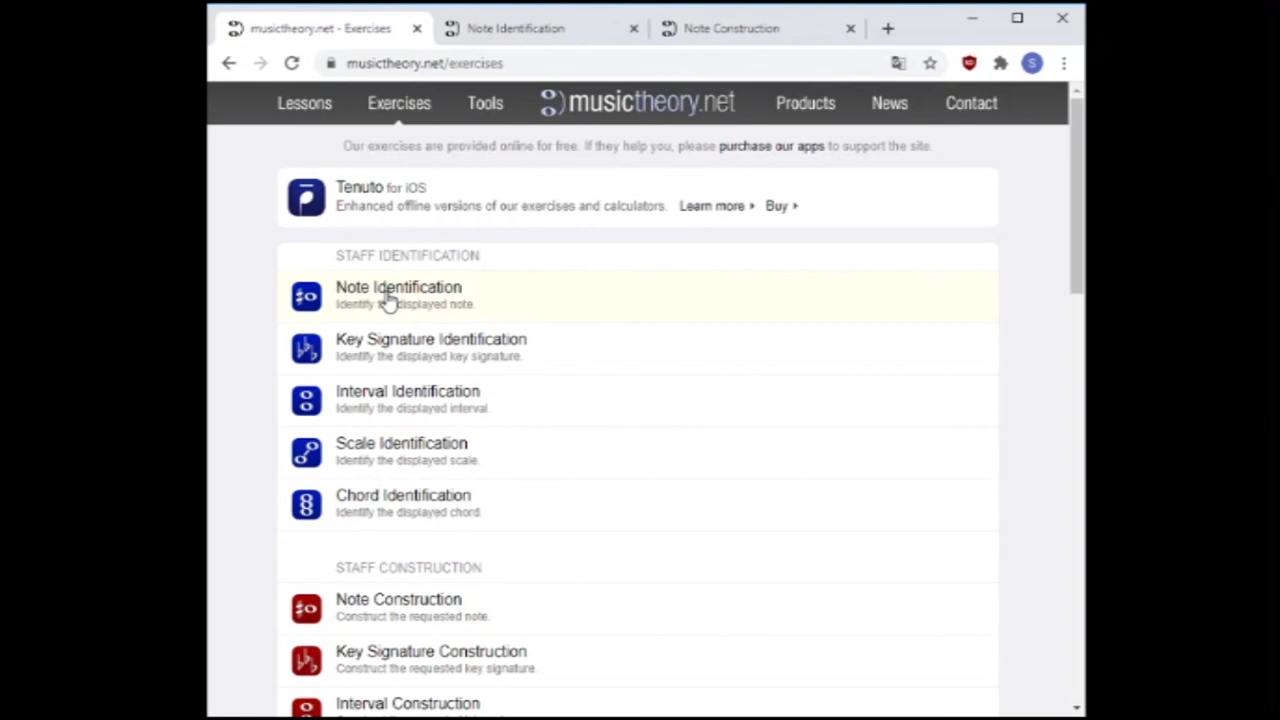 musictheory.net - Exercises
Note Identification
Note Construction
musictheory.net/exercises
S
Lessons
Exercises
Tools
musictheory.net
Products
News
Contact
Our exercises are provided online for free. If they help you, please purchase our apps to support the site.
Tenuto for iOS
Enhanced offline versions of our exercises and calculators. Learn more Buy
STAFF IDENTIFICATION
Note Identification
Identify the displayed note.
Key Signature Identification
Identify the displayed key signature.
Interval Identification
Identify the displayed interval.
Scale Identification
Identify the displayed scale.
Chord Identification
Identify the displayed chord.
STAFF CONSTRUCTION
Note Construction
Construct the requested note.
Key Signature Construction
Construct the requested key signature.
Interval Construction